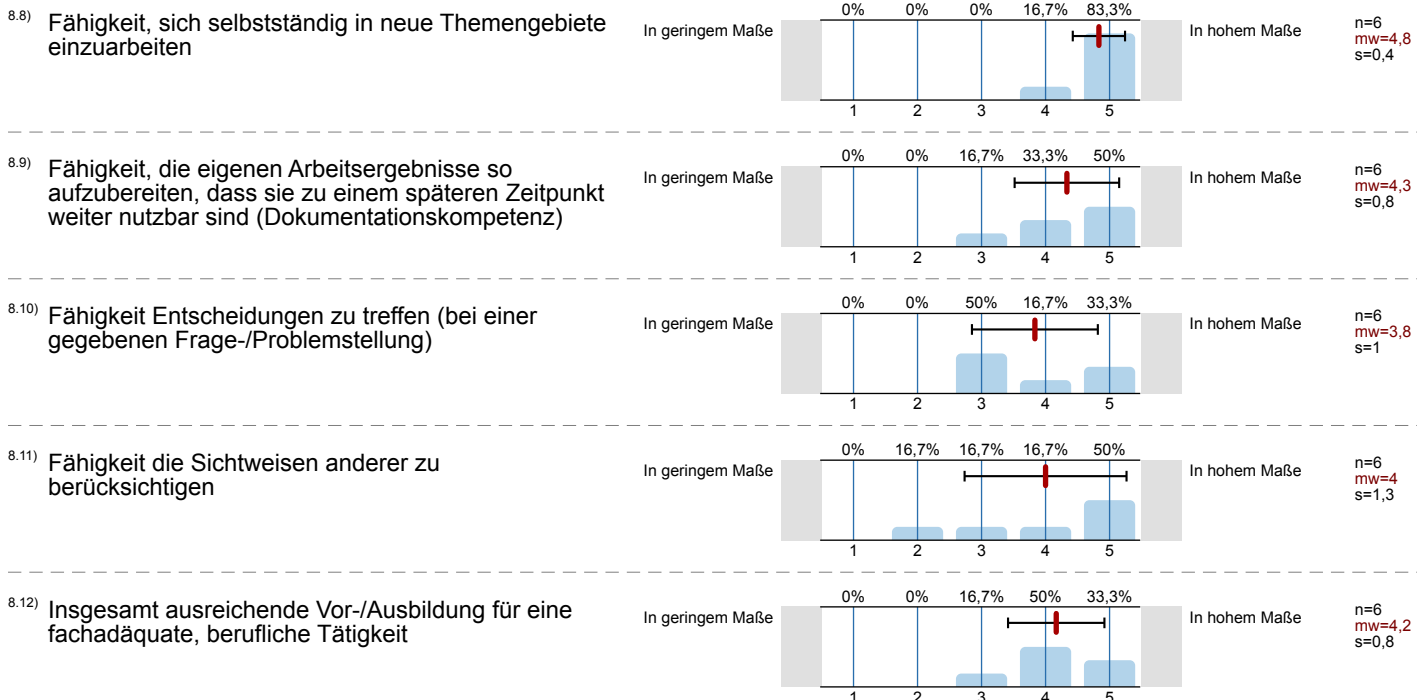 8.8) Fähigkeit, sich selbstständig in neue Themengebiete
einzuarbeiten
In geringem Maße
0% 0% 0% 16,7% 83,3%
1 2 3 4 5
In hohem Maße
n=6
mw=4,8
s=0,4
8.9) Fähigkeit, die eigenen Arbeitsergebnisse so
aufzubereiten, dass sie zu einem späteren Zeitpunkt
weiter nutzbar sind (Dokumentationskompetenz)
In geringem Maße
0% 0% 16,7% 33,3% 50%
1 2 3 4 5
In hohem Maße
n=6
mw=4,3
s=0,8
8.10) Fähigkeit Entscheidungen zu treffen (bei einer
gegebenen Frage-/Problemstellung)
In geringem Maße
0% 0% 50% 16,7% 33,3%
1 2 3 4 5
In hohem Maße
n=6
mw=3,8
s=1
8.11) Fähigkeit die Sichtweisen anderer zu
berücksichtigen
In geringem Maße
0% 16,7% 16,7% 16,7% 50%
1 2 3 4 5
In hohem Maße
n=6
mw=4
s=1,3
8.12) Insgesamt ausreichende Vor-/Ausbildung für eine
fachadäquate, berufliche Tätigkeit
In geringem Maße
0% 0% 16,7% 50% 33,3%
1 2 3 4 5
In hohem Maße
n=6
mw=4,2
s=0,8